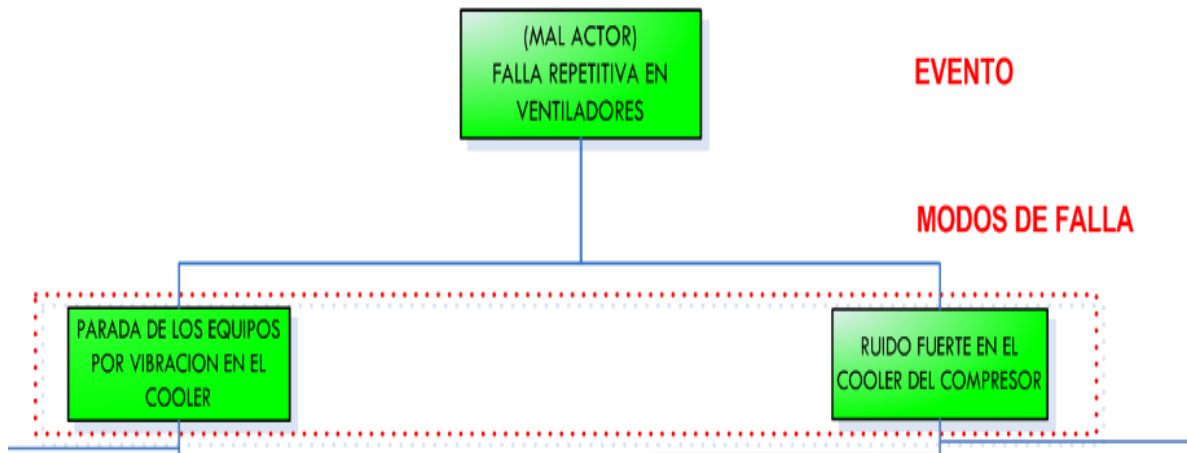 (MAL ACTOR)
FALLA REPETITIVA EN
VENTILADORES
EVENTO
MODOS DE FALLA
PARADA DE LOS EQUIPOS
POR VIBRACION EN EL
COOLER
RUIDO FUERTE EN EL
COOLER DEL COMPRESOR